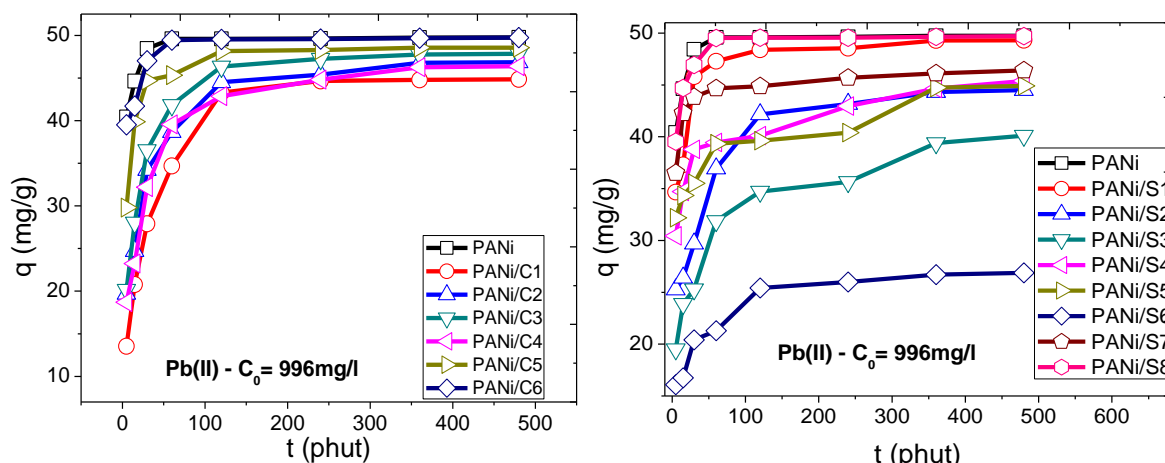 50
40
30
20
10
q (mg/g)
PANi
PANi/C1
PANi/C2
PANi/C3
PANi/C4
PANi/C5
PANi/C6
Pb(II) - C0= 996mg/l
0 100 200 300 400 500
t (phut)
50
40
30
20
q (mg/g)
PANi
PANi/S1
PANi/S2
PANi/S3
PANi/S4
PANi/S5
PANi/S6
PANi/S7
PANi/S8
Pb(II) - C0= 996mg/l
0 100 200 300 400 500 600
t (phut)